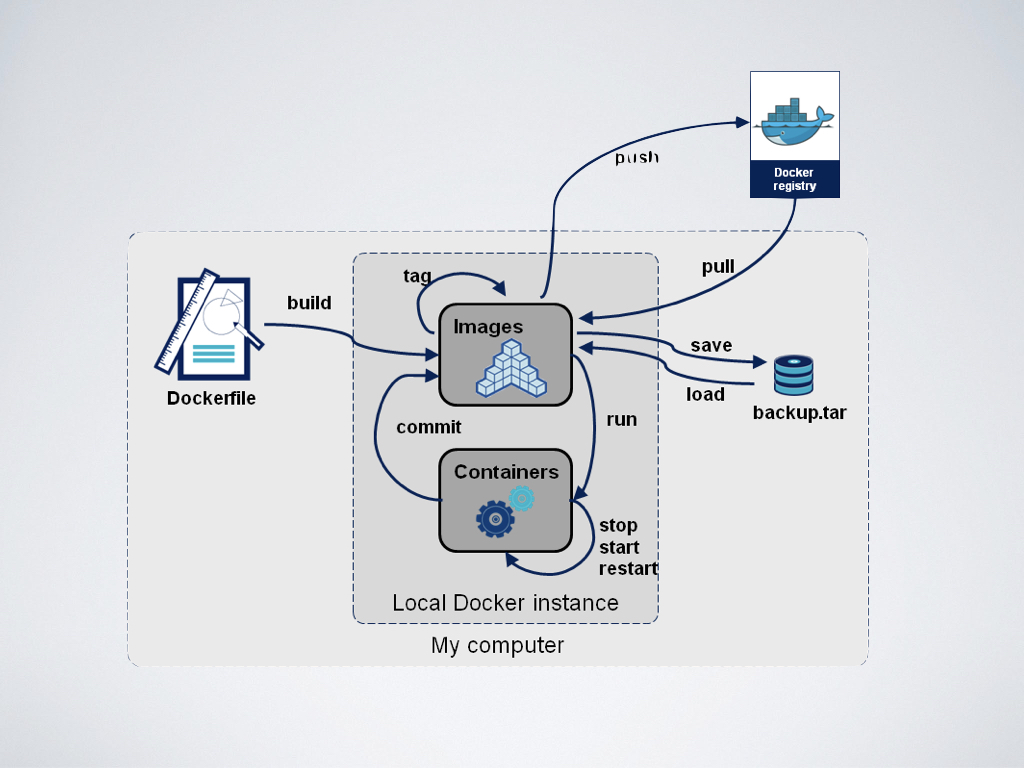 push
Docker
registry
pull
tag
build
Images
save
load
Dockerfile
backup.tar
run
commit
Containers
stop
start
restart
Local Docker instance
My computer